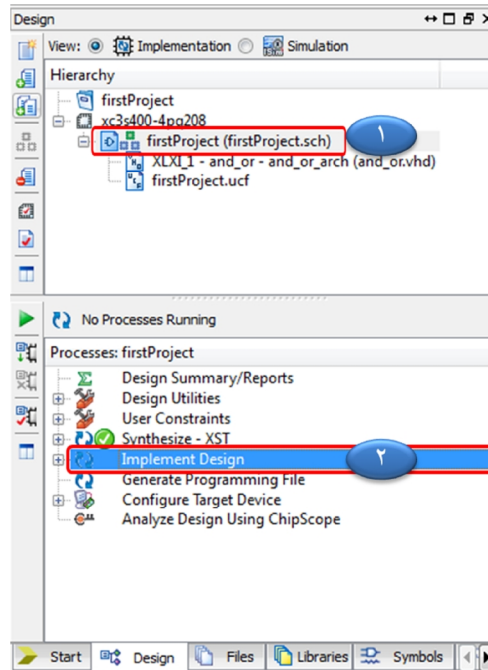 Design
View: Implementation Simulation
Hierarchy
firstProject
xc3s400-4pq208
firstProject (firstProject.sch)
۱
XLXI_1 - and_or - and_or_arch (and_or.vhd)
firstProject.ucf
No Processes Running
Processes: firstProject
Design Summary/Reports
Design Utilities
User Constraints
Synthesize - XST
Implement Design
۲
Generate Programming File
Configure Target Device
Analyze Design Using ChipScope
Start Design Files Libraries Symbols